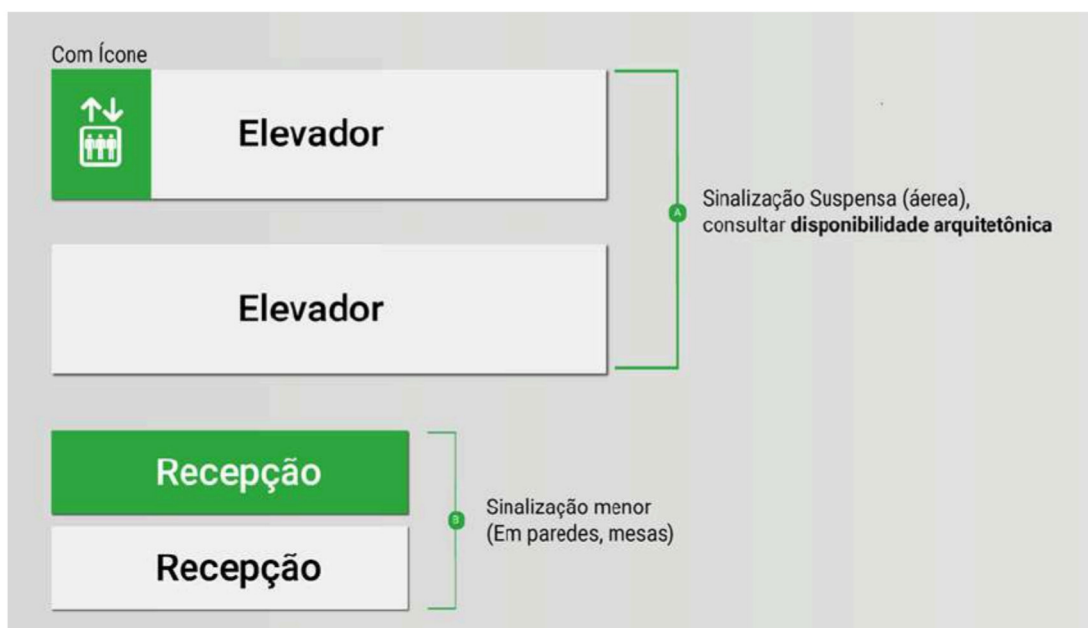 Com Ícone
Elevador
A
Sinalização Suspensa (áerea),
consultar disponibilidade arquitetônica
Elevador
Recepção
B
Sinalização menor
(Em paredes, mesas)
Recepção